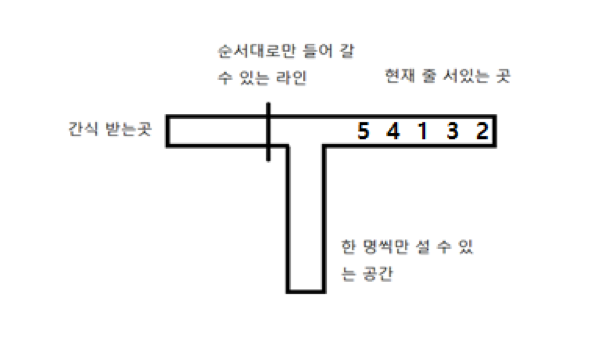 순서대로만 들어 갈
수 있는 라인
현재 줄 서있는 곳
간식 받는곳
5 4 1 3 2
한 명씩만 설 수 있
는 공간